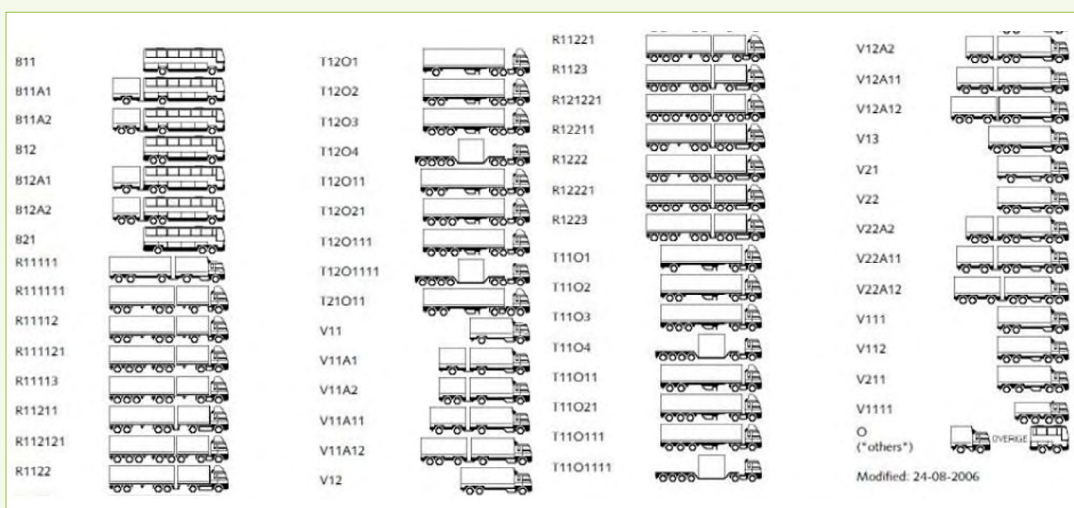 B11
B11A1
B11A2
B12
B12A1
B12A2
B21
R11111
R111111
R11112
R111121
R11113
R11211
R112121
R1122
T12O1
T12O2
T12O3
T12O4
T12O11
T12O21
T12O111
T12O1111
T21O11
V11
V11A1
V11A2
V11A11
V11A12
V12
R11221
R1123
R121221
R12211
R1222
R12221
R1223
T11O1
T11O2
T11O3
T11O4
T11O11
T11O21
T11O111
T11O1111
V12A2
V12A11
V12A12
V13
V21
V22
V22A2
V22A11
V22A12
V111
V112
V211
V1111
O
("others")
OVERIGE
Modified: 24-08-2006